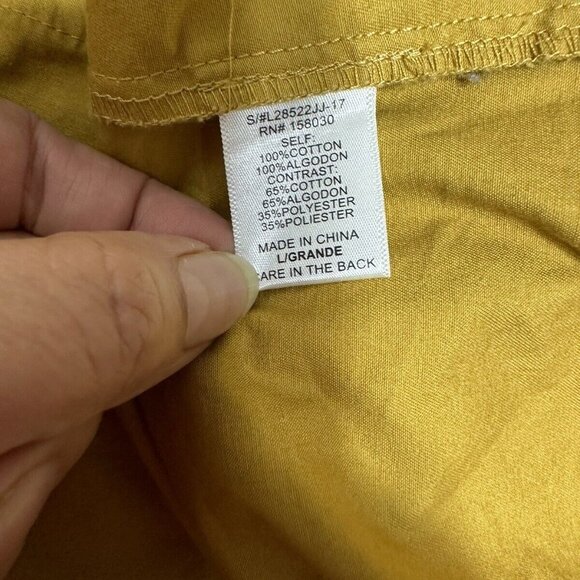 S/#L28522JJ-17
RN# 158030
SELF:
100%COTTON
100%ALGODON
CONTRAST:
65%COTTON
65%ALGODON
35%POLYESTER
35%POLIESTER
MADE IN CHINA
L/GRANDE
CARE IN THE BACK